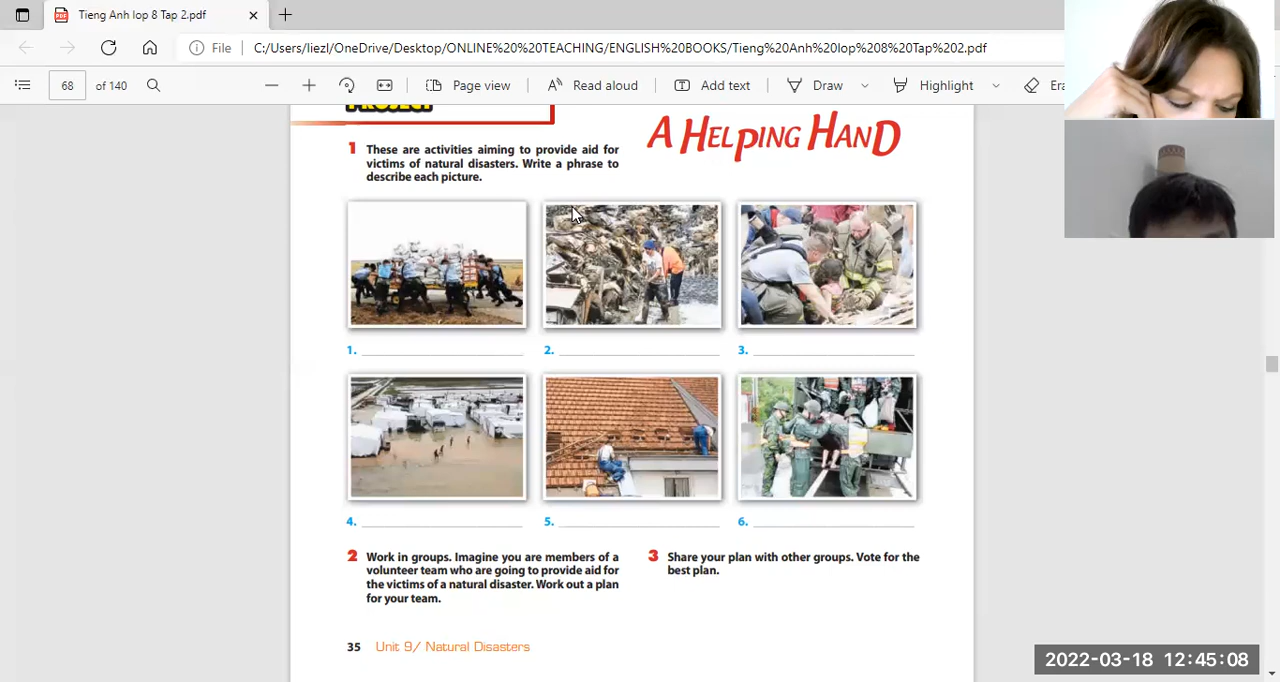 Tieng Anh lop 8 Tap 2.pdf
File C:/Users/liezl/OneDrive/Desktop/ONLINE%20%20TEACHING/ENGLISH%20BOOKS/Tieng%20Anh%20lop%208%20Tap%202.pdf
68 of 140 Page view Read aloud Add text Draw Highlight Era
PROJECT
A HELPING HAND
1 These are activities aiming to provide aid for
victims of natural disasters. Write a phrase to
describe each picture.
1. 2. 3.
4. 5. 6.
2 Work in groups. Imagine you are members of a
volunteer team who are going to provide aid for
the victims of a natural disaster. Work out a plan
for your team.
3 Share your plan with other groups. Vote for the
best plan.
35 Unit 9/ Natural Disasters
2022-03-18 12:45:08